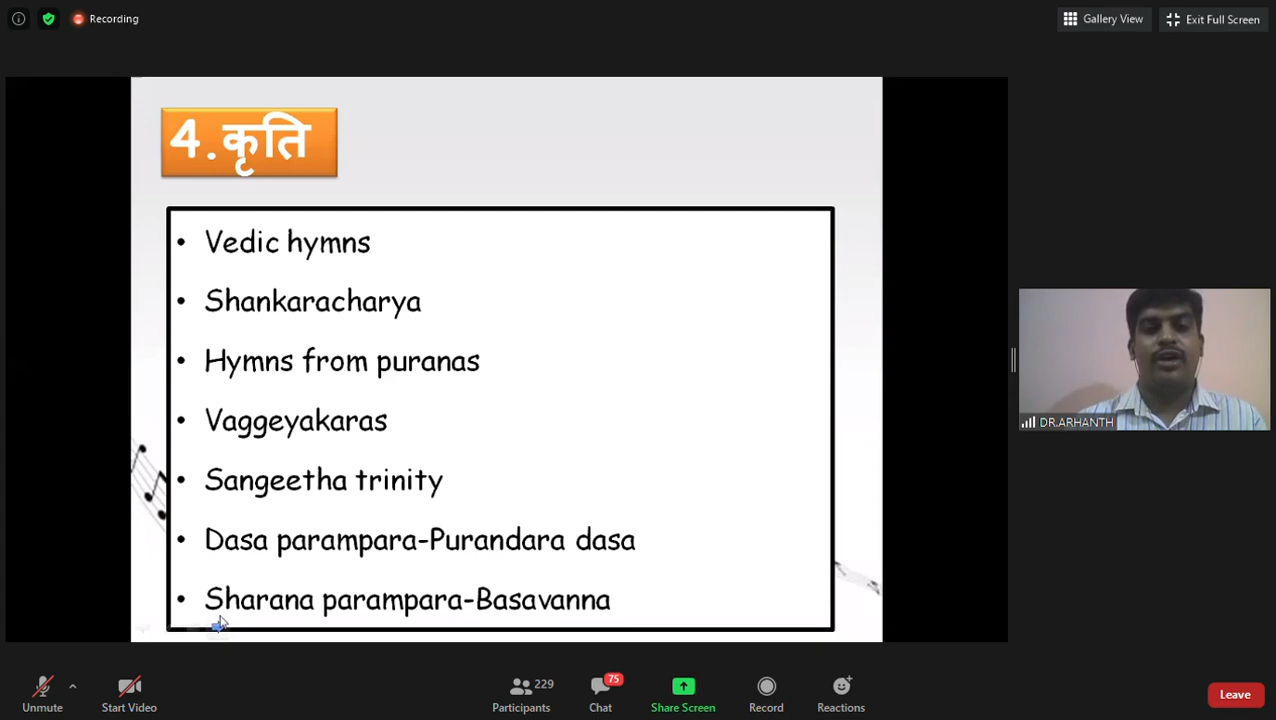 Recording
Gallery View
Exit Full Screen
4.कृति
• Vedic hymns
• Shankaracharya
• Hymns from puranas
• Vaggeyakaras
• Sangeetha trinity
• Dasa parampara-Purandara dasa
• Sharana parampara-Basavanna
DR.ARHANTH
Unmute
Start Video
229
Participants
75
Chat
Share Screen
Record
Reactions
Leave